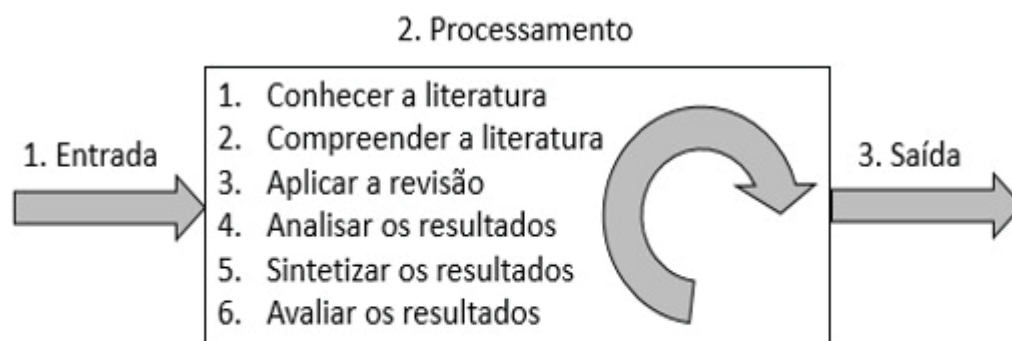 2. Processamento
1. Entrada
1. Conhecer a literatura
2. Compreender a literatura
3. Aplicar a revisão
4. Analisar os resultados
5. Sintetizar os resultados
6. Avaliar os resultados
3. Saída